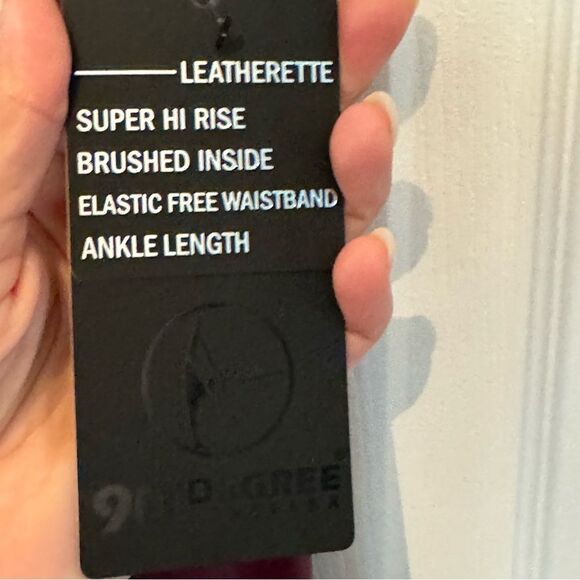 LEATHERETTE
SUPER HI RISE
BRUSHED INSIDE
ELASTIC FREE WAISTBAND
ANKLE LENGTH